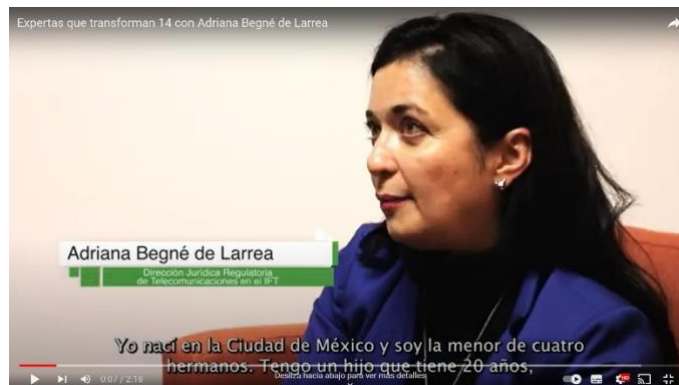 Expertas que transforman 14 con Adriana Begné de Larrea
Adriana Begné de Larrea
Dirección Jurídica Regulatoria
de Telecomunicaciones en el IFT
Yo nací en la Ciudad de México y soy la menor de cuatro
hermanos. Tengo un hijo que tiene 20 años,
Desliza hacia abajo para ver más detalles
0:07 / 2:18